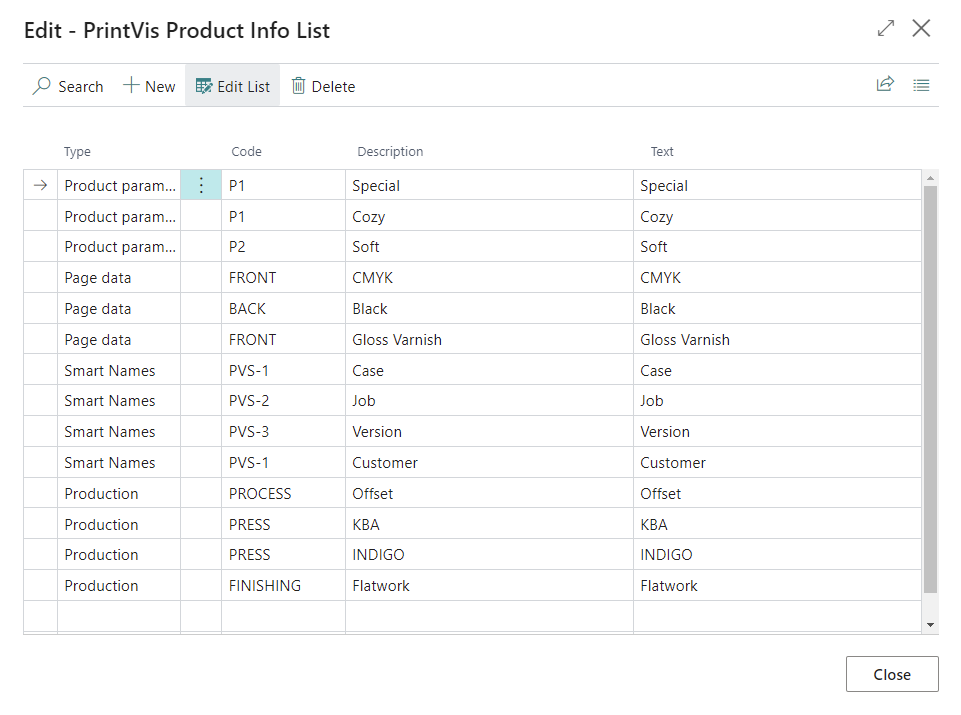 Edit - PrintVis Product Info List
Search New Edit List Delete
Type Code Description Text
Product param... P1 Special Special
Product param... P1 Cozy Cozy
Product param... P2 Soft Soft
Page data FRONT CMYK CMYK
Page data BACK Black Black
Page data FRONT Gloss Varnish Gloss Varnish
Smart Names PVS-1 Case Case
Smart Names PVS-2 Job Job
Smart Names PVS-3 Version Version
Smart Names PVS-1 Customer Customer
Production PROCESS Offset Offset
Production PRESS KBA KBA
Production PRESS INDIGO INDIGO
Production FINISHING Flatwork Flatwork
Close